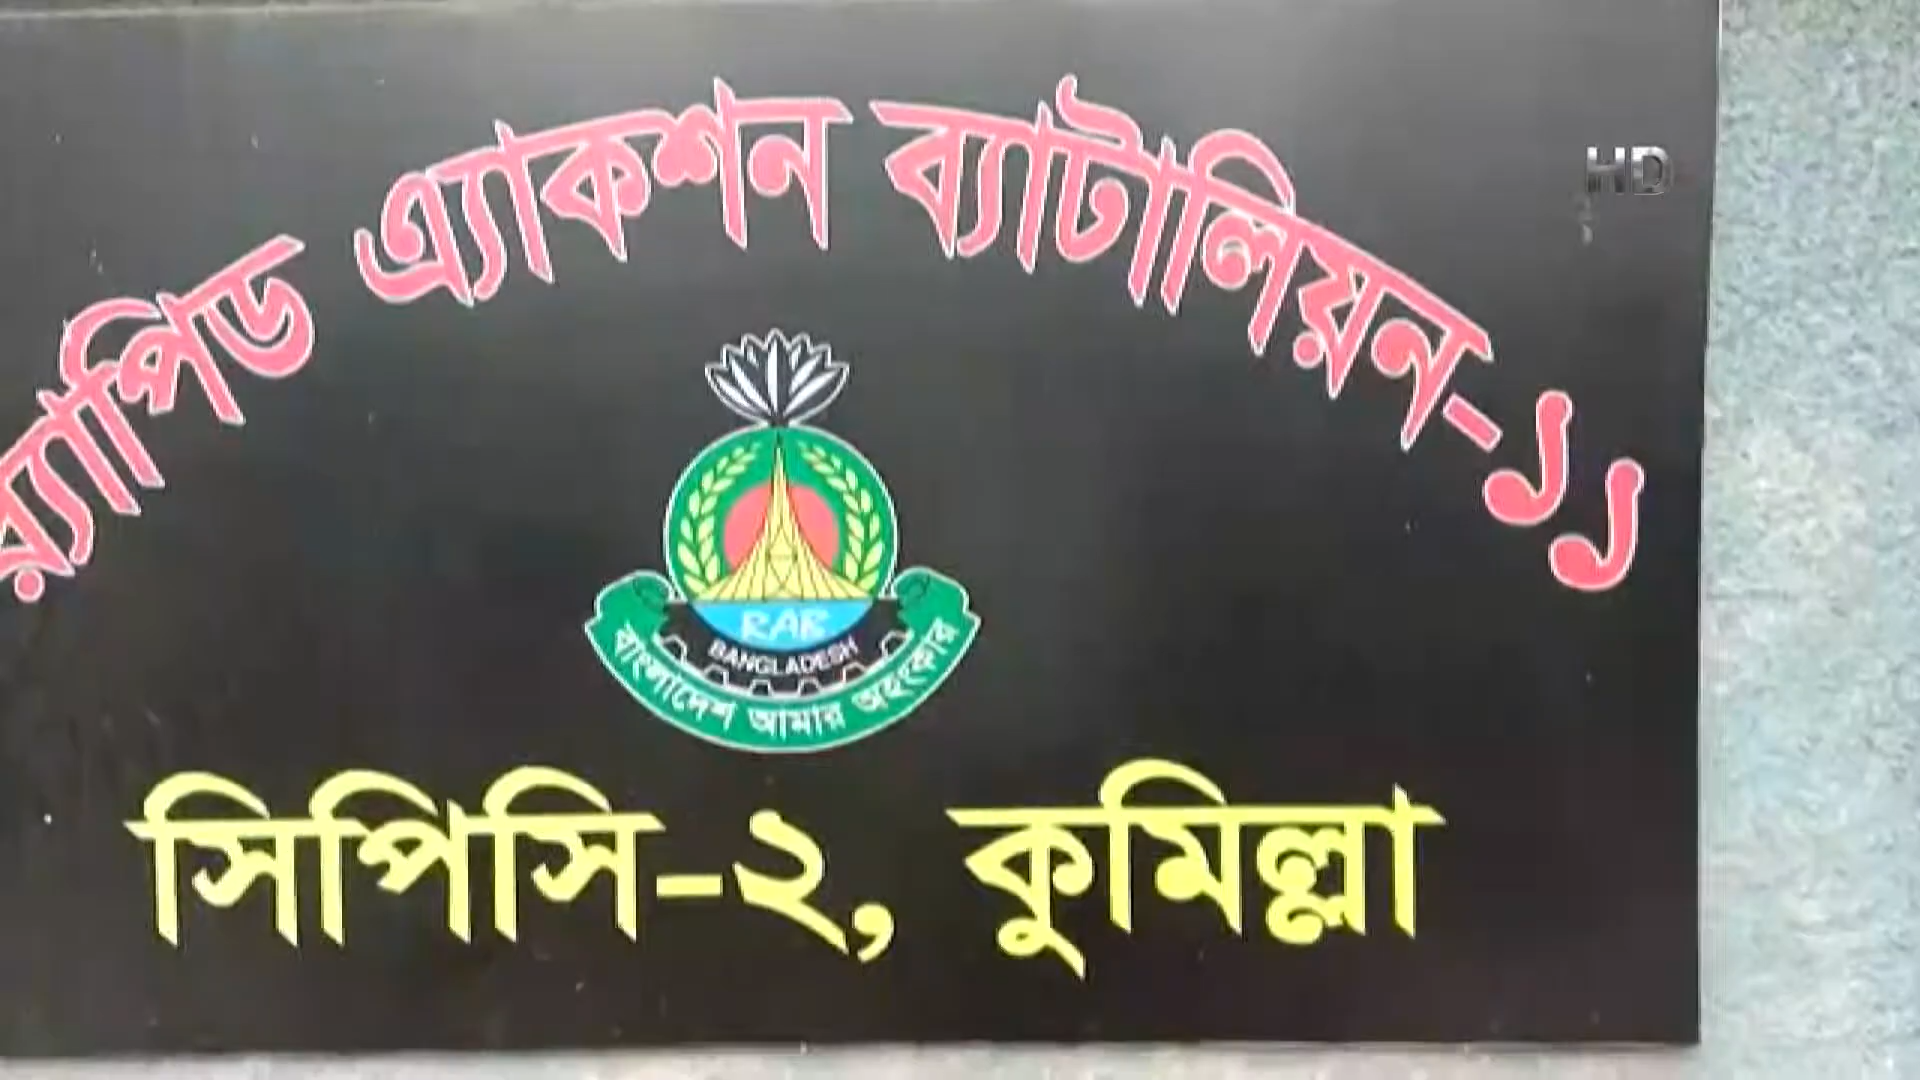 র‍্যাপিড এ্যাকশন ব্যাটালিয়ন-১১
HD
RAB
BANGLADESH
বাংলাদেশ আমার অহংকার
সিপিসি-২, কুমিল্লা